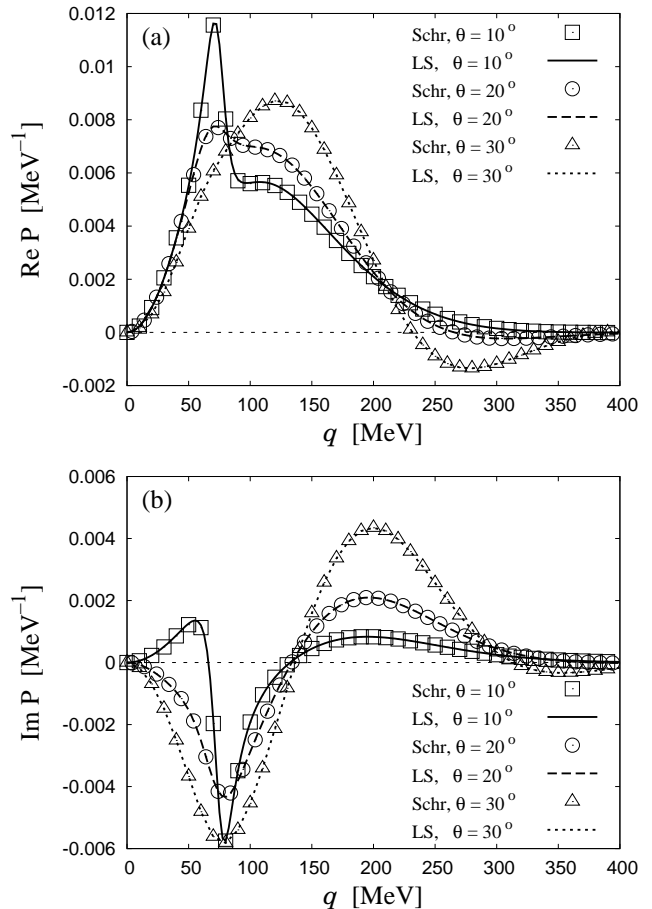 (a)
Schr, θ = 10 o
LS, θ = 10 o
Schr, θ = 20 o
LS, θ = 20 o
Schr, θ = 30 o
LS, θ = 30 o
0.012
0.01
0.008
0.006
0.004
0.002
0
-0.002
Re P [MeV−1]
0 50 100 150 200 250 300 350 400
q [MeV]
(b)
0.006
0.004
0.002
0
-0.002
-0.004
-0.006
Im P [MeV−1]
Schr, θ = 10 o
LS, θ = 10 o
Schr, θ = 20 o
LS, θ = 20 o
Schr, θ = 30 o
LS, θ = 30 o
0 50 100 150 200 250 300 350 400
q [MeV]